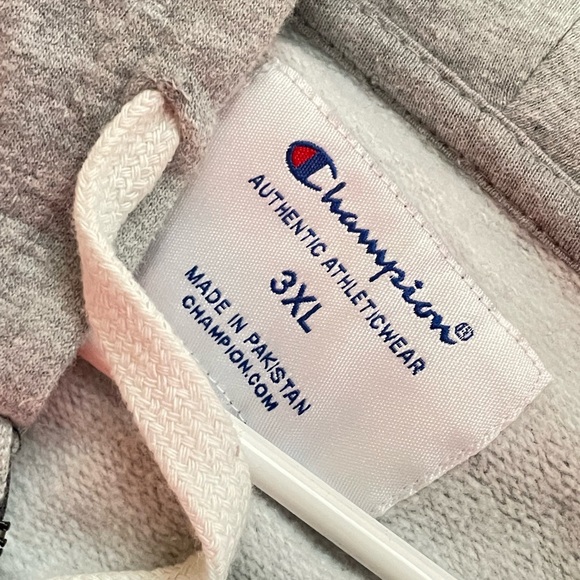 Champion®
AUTHENTIC ATHLETICWEAR
3XL
MADE IN PAKISTAN
CHAMPION.COM